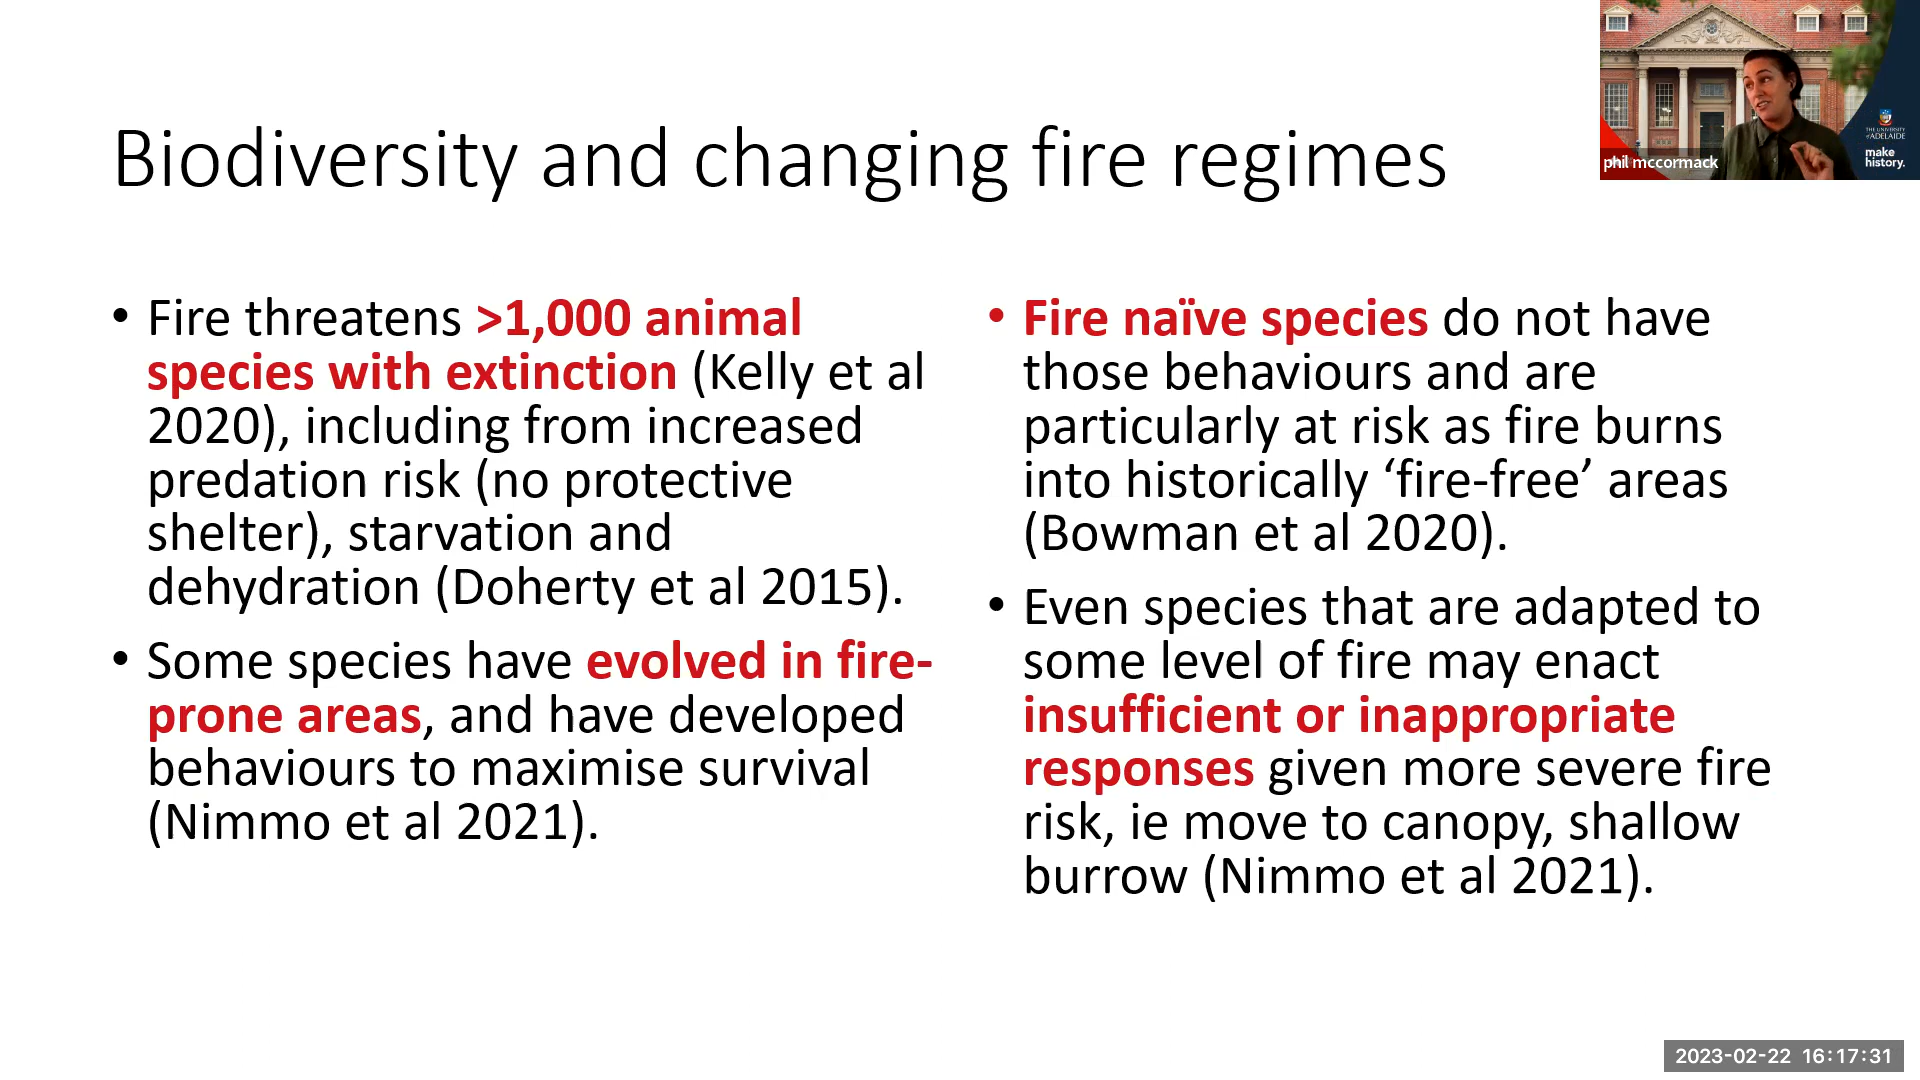 Biodiversity and changing fire regimes
• Fire threatens >1,000 animal
species with extinction (Kelly et al
2020), including from increased
predation risk (no protective
shelter), starvation and
dehydration (Doherty et al 2015).
• Some species have evolved in fire-
prone areas, and have developed
behaviours to maximise survival
(Nimmo et al 2021).
• Fire naïve species do not have
those behaviours and are
particularly at risk as fire burns
into historically ‘fire-free’ areas
(Bowman et al 2020).
• Even species that are adapted to
some level of fire may enact
insufficient or inappropriate
responses given more severe fire
risk, ie move to canopy, shallow
burrow (Nimmo et al 2021).
phil mccormack
THE UNIVERSITY
of ADELAIDE
make
history.
2023-02-22 16:17:31